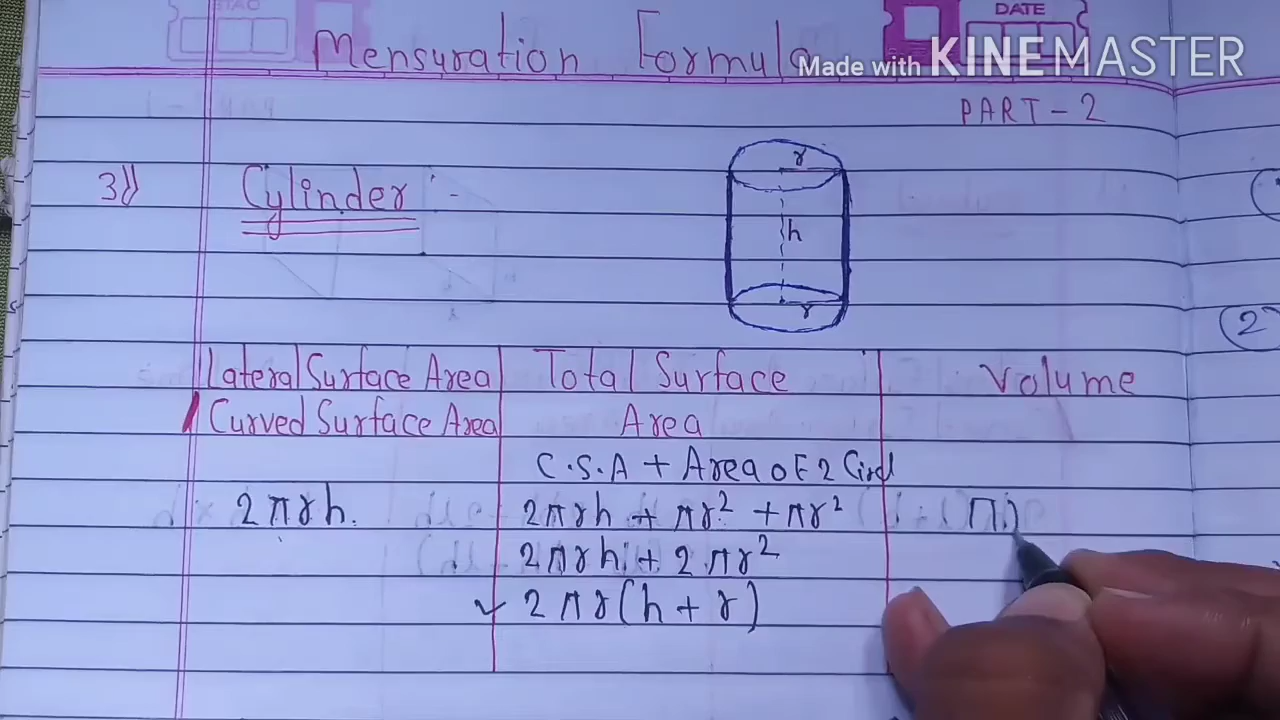 DATE
Mensuration Formula
Made with KINEMASTER
PART-2
3)) Cylinder :-
r
h
r
2
Lateral Surface Area Total Surface Volume
/ Curved Surface Area Area
C.S.A + Area of 2 Circl
2πrh. 2πrh + πr² + πr² π
2πrh + 2πr²
✓ 2πr(h + r)